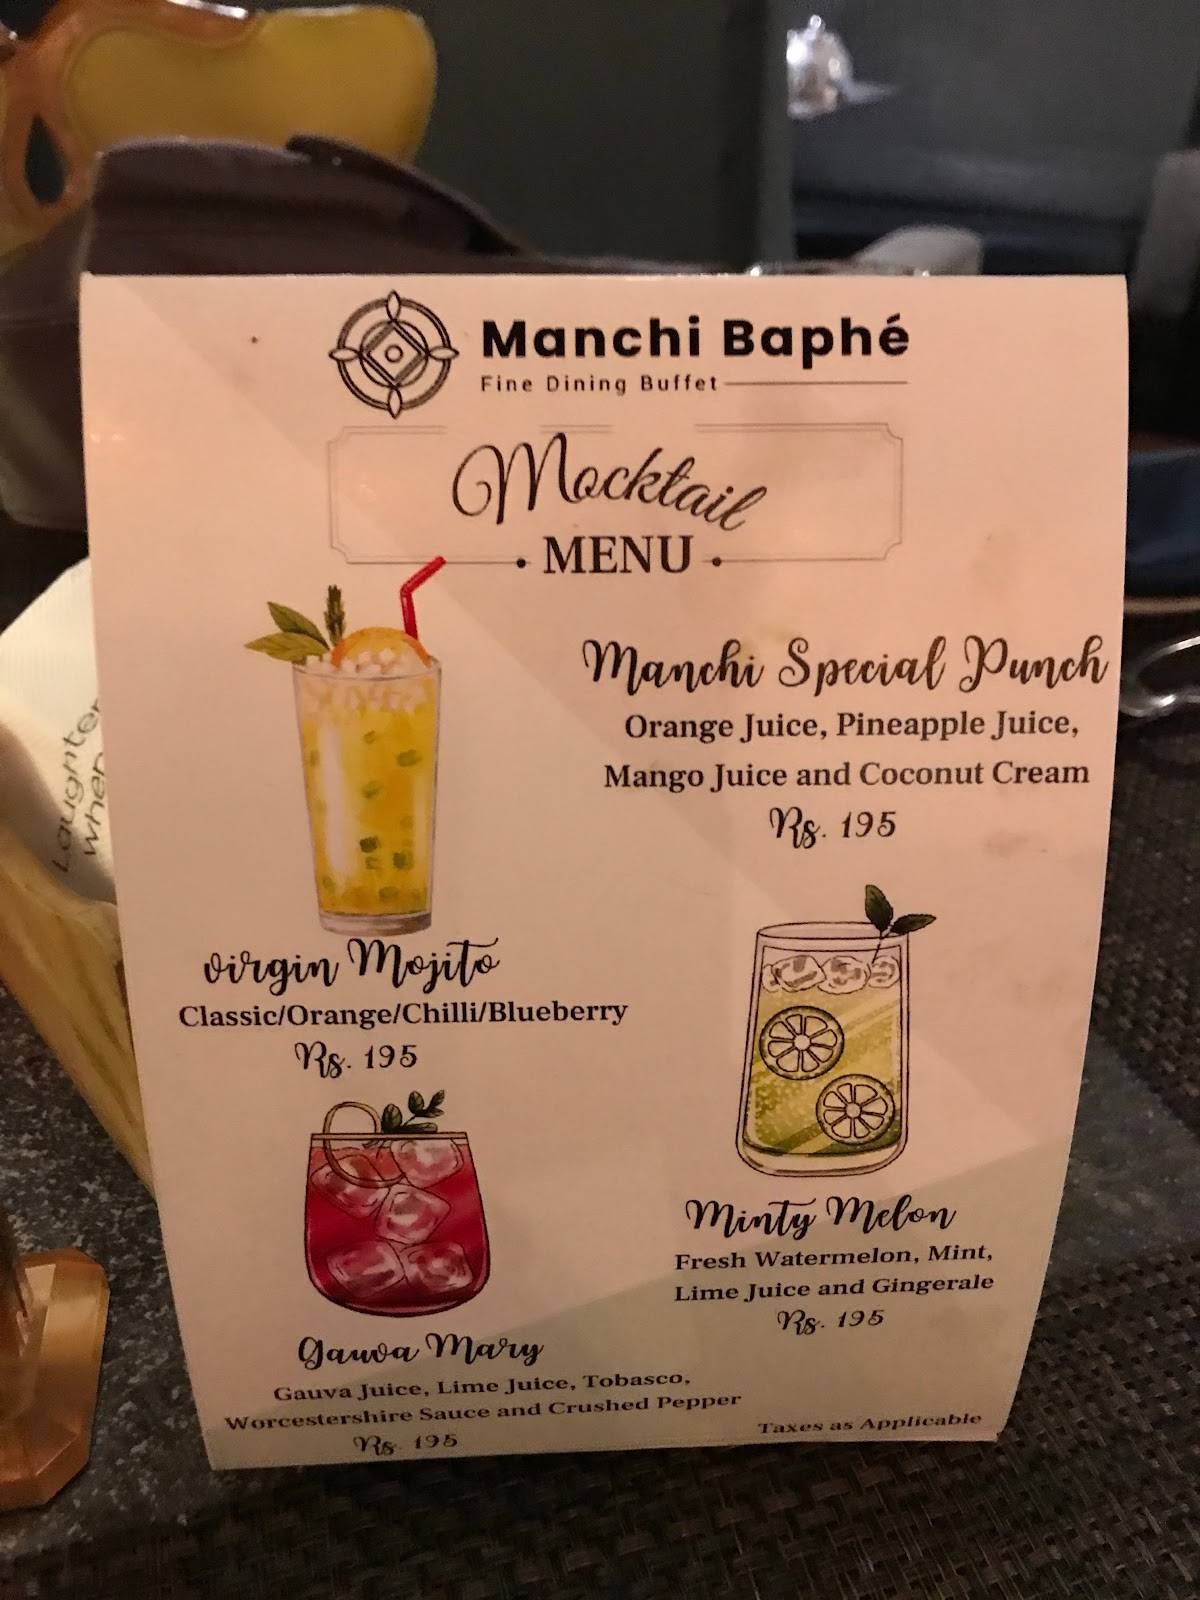 Manchi Baphé
Fine Dining Buffet
Mocktail
MENU
Manchi Special Punch
Orange Juice, Pineapple Juice,
Mango Juice and Coconut Cream
Rs. 195
virgin Mojito
Classic/Orange/Chilli/Blueberry
Rs. 195
Minty Melon
Fresh Watermelon, Mint,
Lime Juice and Gingerale
Rs. 195
Gauva Mary
Gauva Juice, Lime Juice, Tobasco,
Worcestershire Sauce and Crushed Pepper
Rs. 195
Taxes as Applicable
Laughter
when